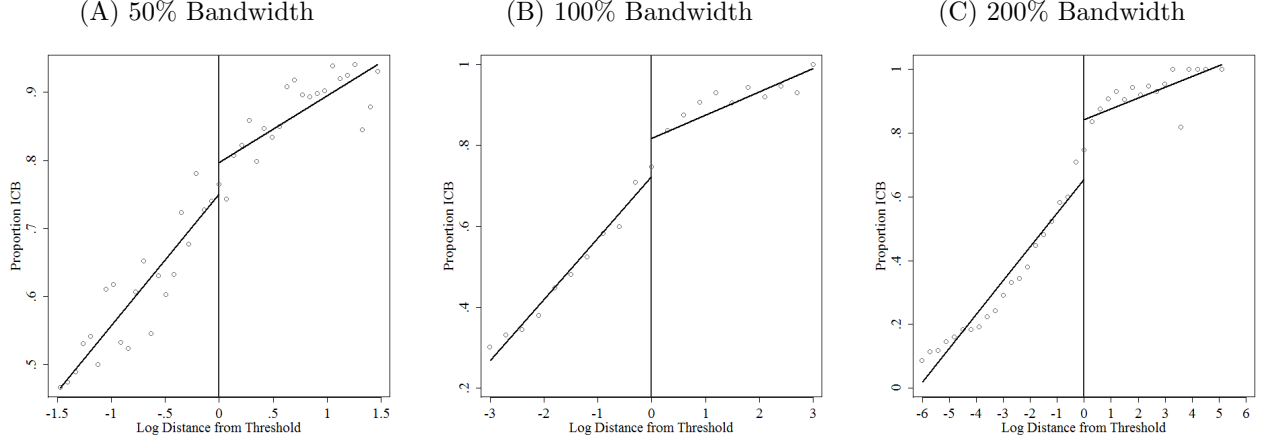 (A) 50% Bandwidth
Proportion ICB
.9
.8
.7
.6
.5
-1.5 -1 -.5 0 .5 1 1.5
Log Distance from Threshold
(B) 100% Bandwidth
Proportion ICB
1
.8
.6
.4
.2
-3 -2 -1 0 1 2 3
Log Distance from Threshold
(C) 200% Bandwidth
Proportion ICB
1
.8
.6
.4
.2
0
-6 -5 -4 -3 -2 -1 0 1 2 3 4 5 6
Log Distance from Threshold